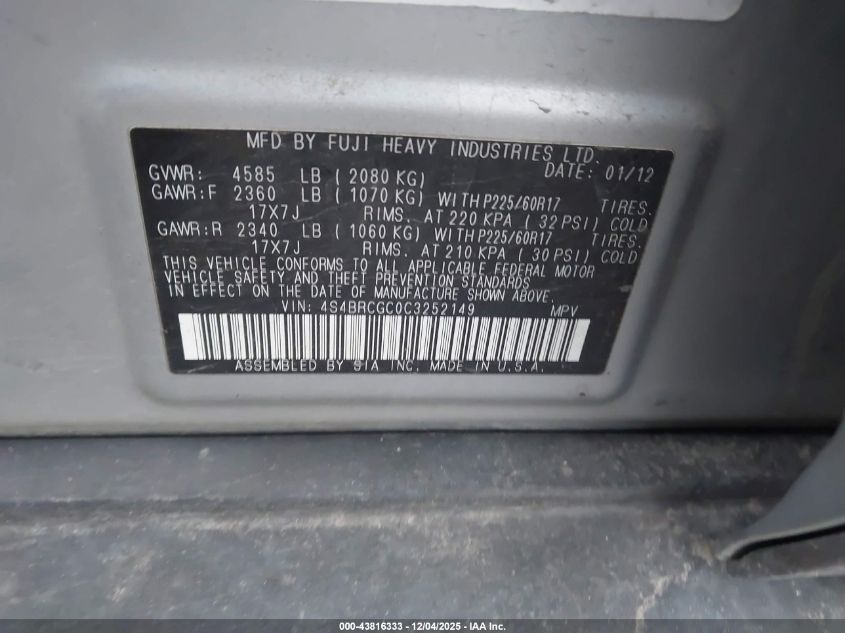 MFD BY FUJI HEAVY INDUSTRIES LTD.
GVWR: 4585 LB ( 2080 KG) DATE: 01/12
GAWR:F 2360 LB ( 1070 KG) WITH P225/60R17 TIRES.
17X7J RIMS. AT 220 KPA ( 32 PSI) COLD
GAWR:R 2340 LB ( 1060 KG) WITH P225/60R17 TIRES.
17X7J RIMS. AT 210 KPA ( 30 PSI) COLD
THIS VEHICLE CONFORMS TO ALL APPLICABLE FEDERAL MOTOR
VEHICLE SAFETY AND THEFT PREVENTION STANDARDS
IN EFFECT ON THE DATE OF MANUFACTURE SHOWN ABOVE.
VIN: 4S4BRCGC0C3252149 MPV
ASSEMBLED BY SIA INC. MADE IN U.S.A.
000-43816333 - 12/04/2025 - IAA Inc.